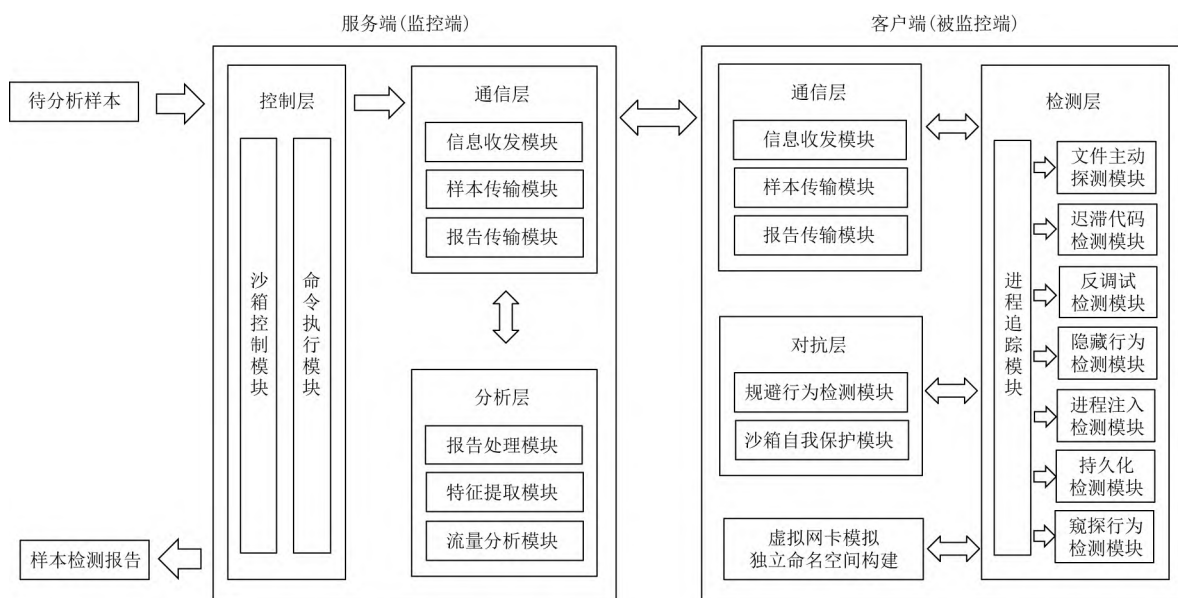 服务端(监控端)
待分析样本
样本检测报告
控制层
沙箱控制模块
命令执行模块
通信层
信息收发模块
样本传输模块
报告传输模块
分析层
报告处理模块
特征提取模块
流量分析模块
客户端(被监控端)
通信层
信息收发模块
样本传输模块
报告传输模块
对抗层
规避行为检测模块
沙箱自我保护模块
虚拟网卡模拟
独立命名空间构建
检测层
进程追踪模块
文件主动
探测模块
迟滞代码
检测模块
反调试
检测模块
隐藏行为
检测模块
进程注入
检测模块
持久化
检测模块
窥探行为
检测模块